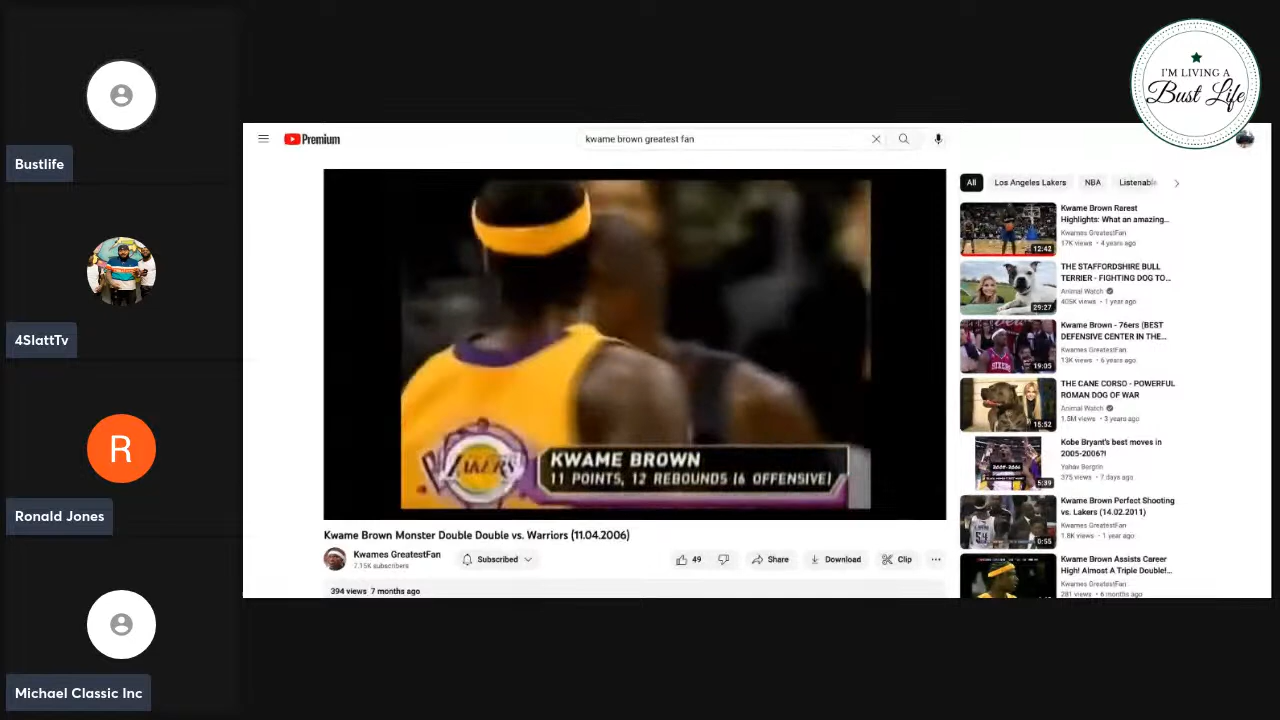 Bustlife
4SlattTv
R
Ronald Jones
Michael Classic Inc
I'M LIVING A
Bust Life
Premium
kwame brown greatest fan
LAKERS
KWAME BROWN
11 POINTS, 12 REBOUNDS (6 OFFENSIVE)
Kwame Brown Monster Double Double vs. Warriors (11.04.2006)
Kwames GreatestFan
7.15K subscribers
Subscribed
49
Share
Download
Clip
394 views 7 months ago
All
Los Angeles Lakers
NBA
Listenable
Kwame Brown Rarest
Highlights: What an amazing...
Kwames GreatestFan
17K views • 4 years ago
12:42
THE STAFFORDSHIRE BULL
TERRIER - FIGHTING DOG TO...
Animal Watch
405K views • 1 year ago
29:27
Kwame Brown - 76ers (BEST
DEFENSIVE CENTER IN THE...
Kwames GreatestFan
13K views • 6 years ago
SIXERS
19:05
THE CANE CORSO - POWERFUL
ROMAN DOG OF WAR
Animal Watch
1.5M views • 3 years ago
15:52
Kobe Bryant's best moves in
2005-2006?!
375 views • 7 days ago
2005-2006
5:39
Kwame Brown Perfect Shooting
vs. Lakers (14.02.2011)
Kwames GreatestFan
1.8K views • 1 year ago
54
0:55
Kwame Brown Assists Career
High! Almost A Triple Double!...
Kwames GreatestFan
281 views • 6 months ago